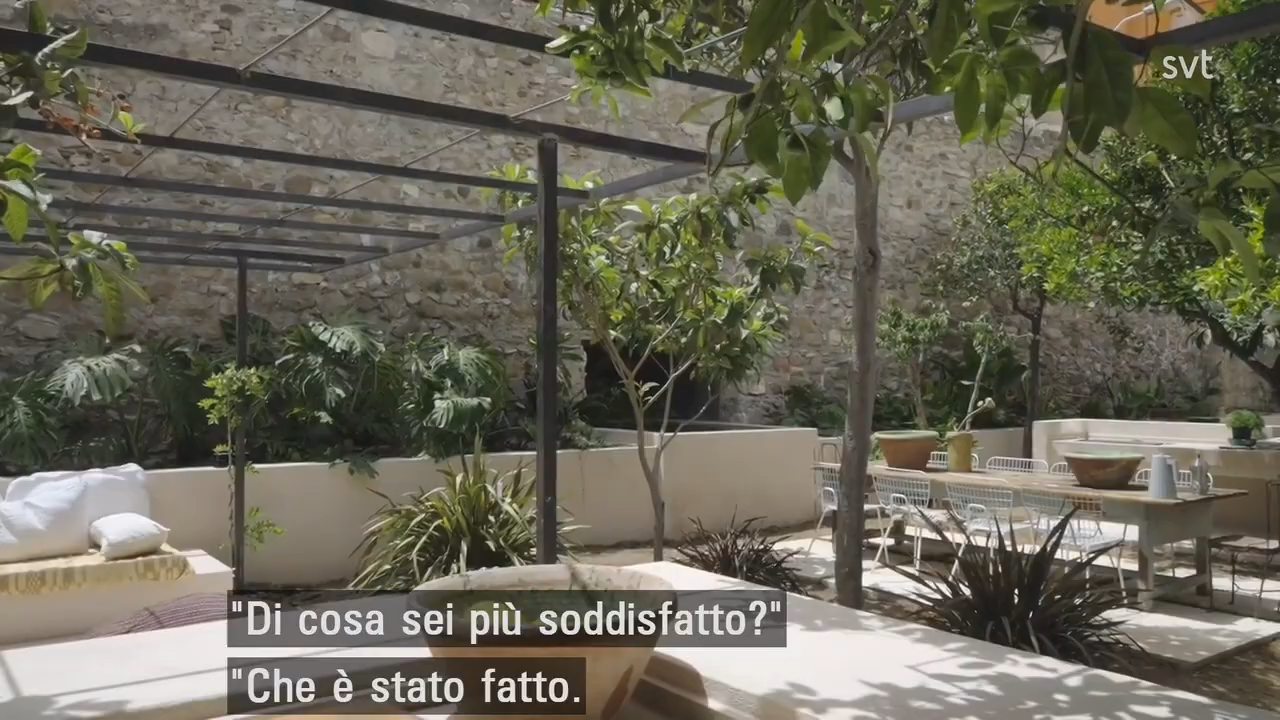 svt
"Di cosa sei più soddisfatto?"
"Che è stato fatto.